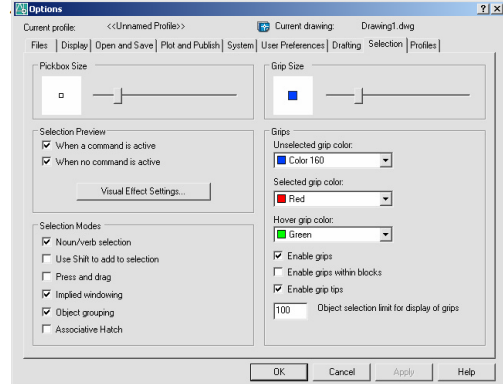 Options
Current profile: <<Unnamed Profile>> Current drawing: Drawing1.dwg
Files Display Open and Save Plot and Publish System User Preferences Drafting Selection Profiles
Pickbox Size
Grip Size
Selection Preview
When a command is active
When no command is active
Visual Effect Settings...
Selection Modes
Noun/verb selection
Use Shift to add to selection
Press and drag
Implied windowing
Object grouping
Associative Hatch
Grips
Unselected grip color:
Color 160
Selected grip color:
Red
Hover grip color:
Green
Enable grips
Enable grips within blocks
Enable grip tips
100 Object selection limit for display of grips
OK Cancel Apply Help